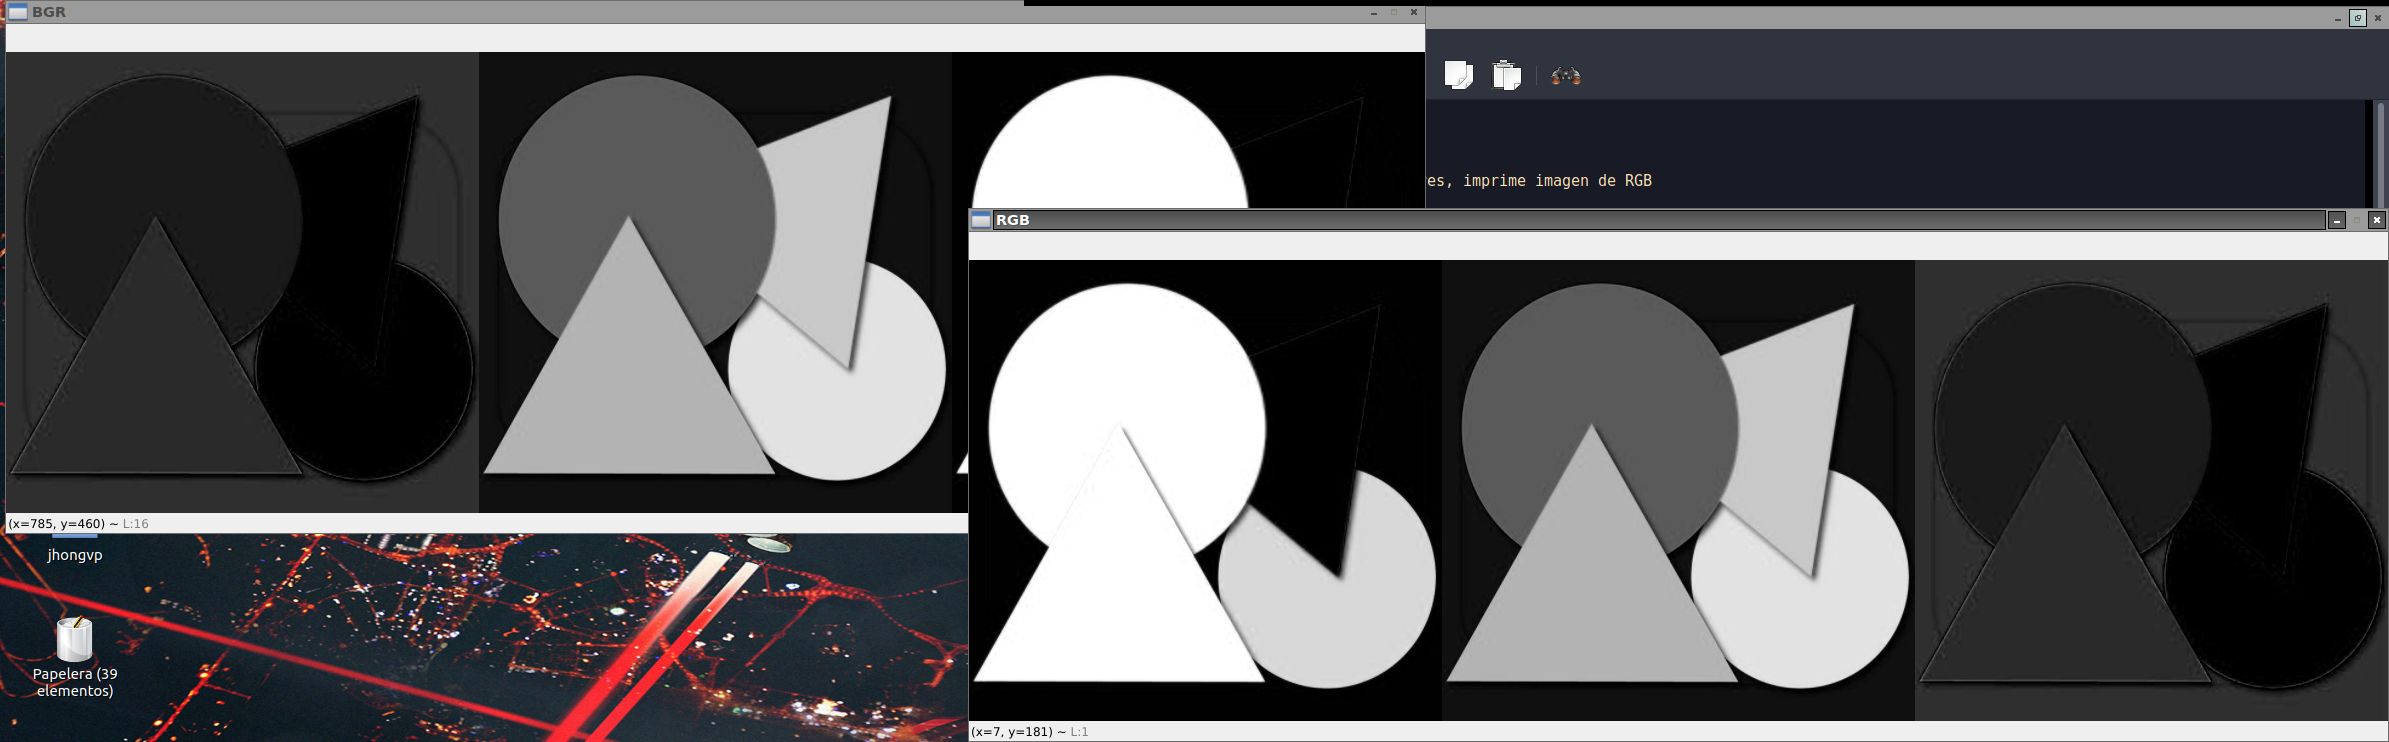 BGR
es, imprime imagen de RGB
RGB
(x=785, y=460) ~ L:16
jhongvp
Papelera (39
elementos)
(x=7, y=181) ~ L:1